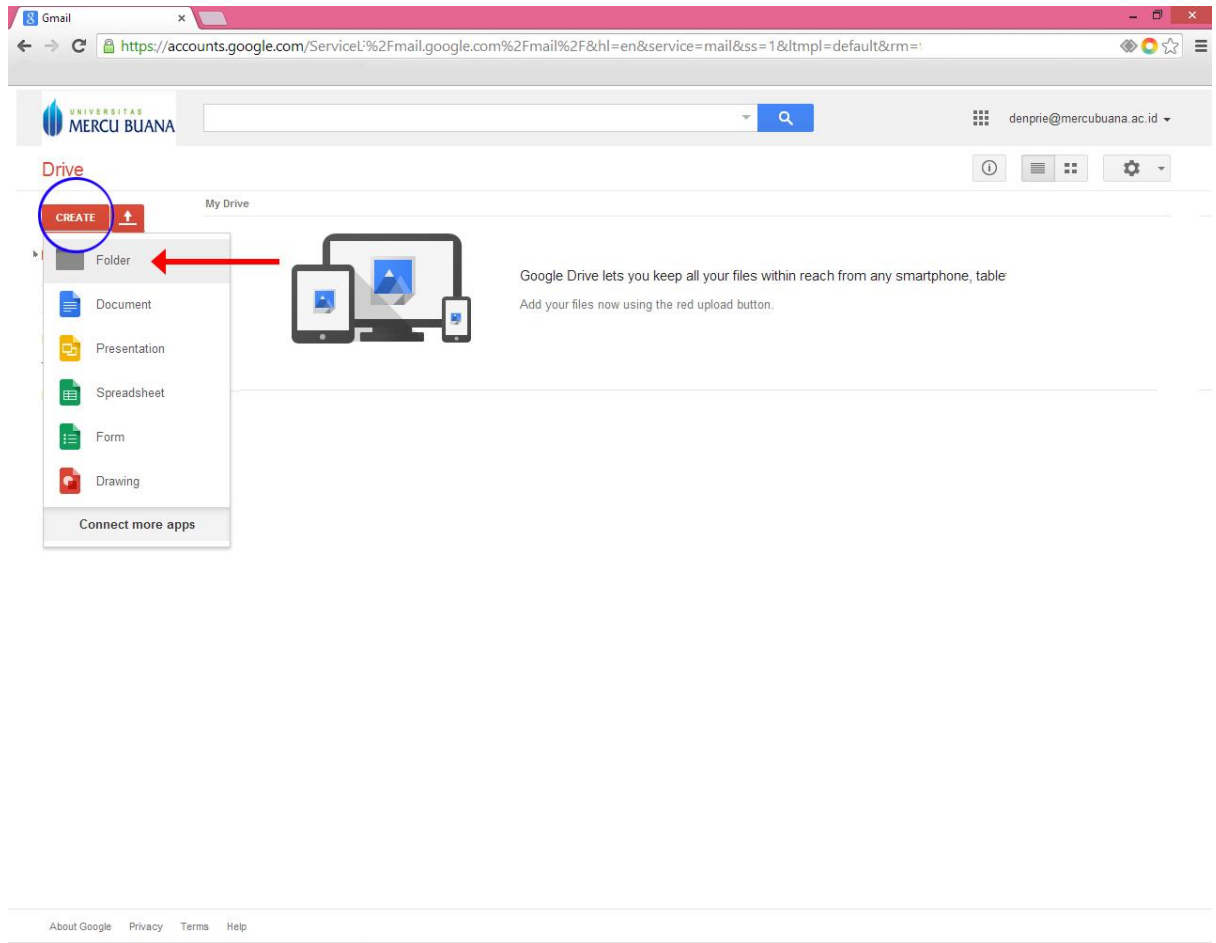 Gmail
https://accounts.google.com/ServiceL%2Fmail.google.com%2Fmail%2F&hl=en&service=mail&ss=1&ltmpl=default&rm=
UNIVERSITAS
MERCU BUANA
denprie@mercubuana.ac.id
Drive
CREATE
My Drive
Folder
Document
Presentation
Spreadsheet
Form
Drawing
Connect more apps
Google Drive lets you keep all your files within reach from any smartphone, table
Add your files now using the red upload button.
About Google Privacy Terms Help